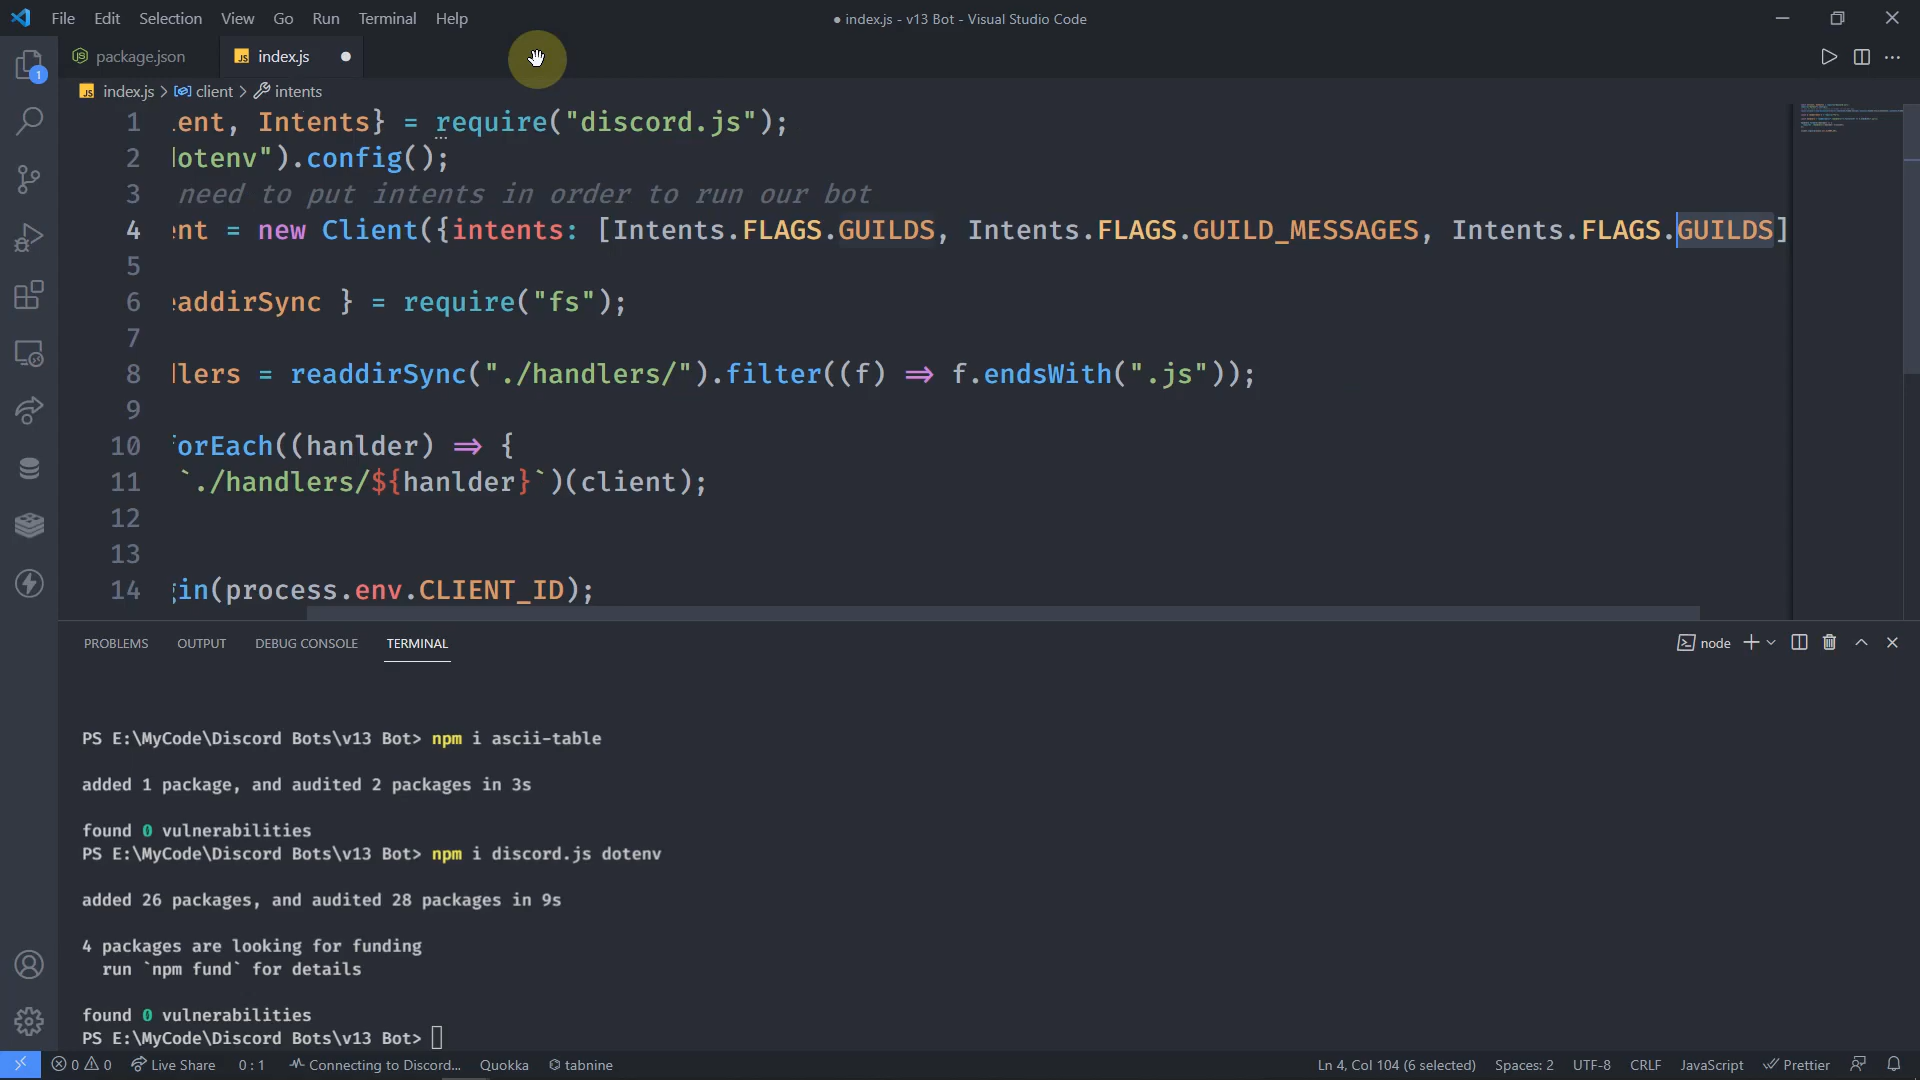 File Edit Selection View Go Run Terminal Help
● index.js - v13 Bot - Visual Studio Code
package.json index.js
index.js > client > intents
1 ent, Intents} = require("discord.js");
2 dotenv").config();
3 need to put intents in order to run our bot
4 ent = new Client({intents: [Intents.FLAGS.GUILDS, Intents.FLAGS.GUILD_MESSAGES, Intents.FLAGS.GUILDS]
5
6 eaddirSync } = require("fs");
7
8 llers = readdirSync("./handlers/").filter((f) => f.endsWith(".js"));
9
10 forEach((hanlder) => {
11 `./handlers/${hanlder}`)(client);
12
13
14 gin(process.env.CLIENT_ID);
PROBLEMS OUTPUT DEBUG CONSOLE TERMINAL
node
PS E:\MyCode\Discord Bots\v13 Bot> npm i ascii-table
added 1 package, and audited 2 packages in 3s
found 0 vulnerabilities
PS E:\MyCode\Discord Bots\v13 Bot> npm i discord.js dotenv
added 26 packages, and audited 28 packages in 9s
4 packages are looking for funding
run `npm fund` for details
found 0 vulnerabilities
PS E:\MyCode\Discord Bots\v13 Bot>
0 0 Live Share 0 : 1 Connecting to Discord... Quokka tabnine Ln 4, Col 104 (6 selected) Spaces: 2 UTF-8 CRLF JavaScript Prettier
1